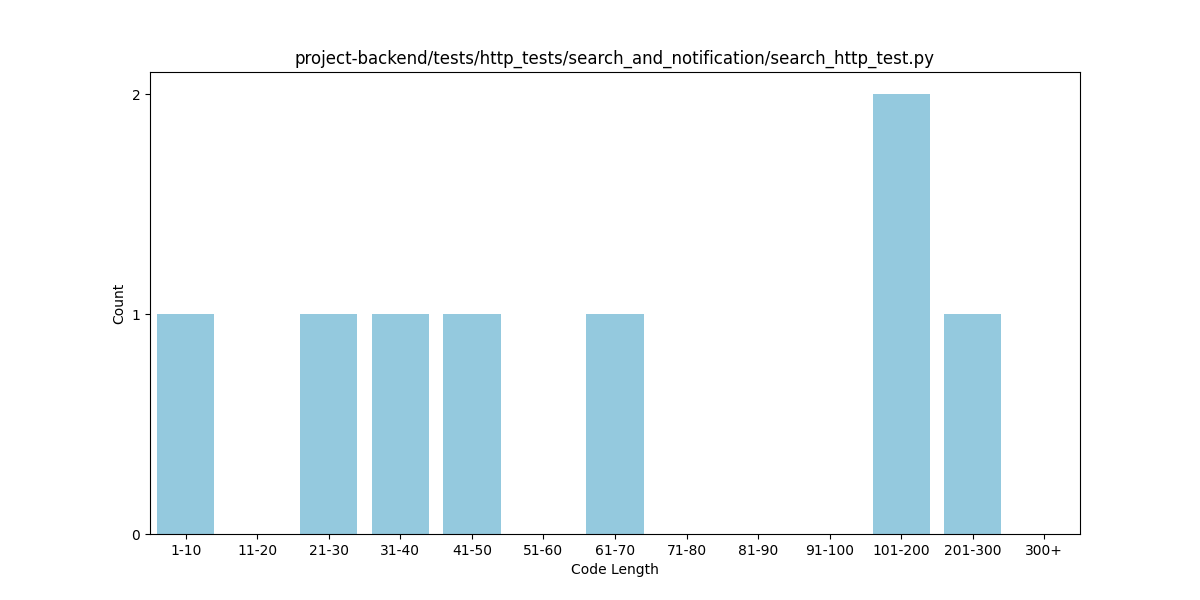 project-backend/tests/http_tests/search_and_notification/search_http_test.py
2
1
0
Count
1-10 11-20 21-30 31-40 41-50 51-60 61-70 71-80 81-90 91-100 101-200 201-300 300+
Code Length